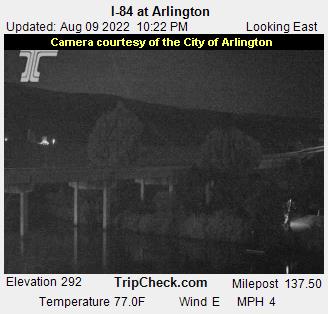 I-84 at Arlington
Updated: Aug 09 2022 10:22 PM Looking East
Camera courtesy of the City of Arlington
Elevation 292 TripCheck.com Milepost 137.50
Temperature 77.0F Wind E MPH 4